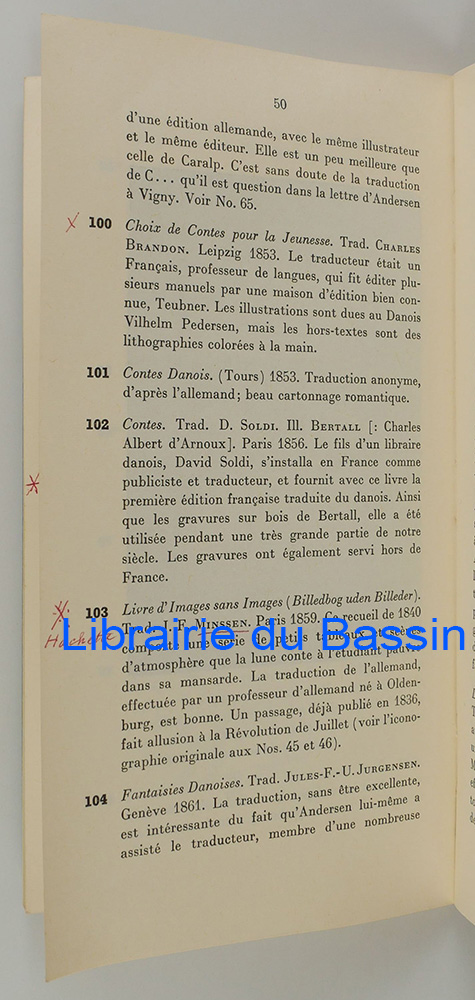 50
d'une édition allemande, avec le même illustrateur
et le même éditeur. Elle est un peu meilleure que
celle de Caralp. C'est sans doute de la traduction
de C... qu'il est question dans la lettre d'Andersen
à Vigny. Voir No. 65.
x 100 Choix de Contes pour la Jeunesse. Trad. CHARLES
BRANDON. Leipzig 1853. Le traducteur était un
Français, professeur de langues, qui fit éditer plu-
sieurs manuels par une maison d'édition bien con-
nue, Teubner. Les illustrations sont dues au Danois
Vilhelm Pedersen, mais les hors-textes sont des
lithographies colorées à la main.
101 Contes Danois. (Tours) 1853. Traduction anonyme,
d'après l'allemand; beau cartonnage romantique.
102 Contes. Trad. D. SOLDI. Ill. BERTALL [: Charles
Albert d'Arnoux]. Paris 1856. Le fils d'un libraire
danois, David Soldi, s'installa en France comme
publiciste et traducteur, et fournit avec ce livre la
première édition française traduite du danois. Ainsi
que les gravures sur bois de Bertall, elle a été
utilisée pendant une très grande partie de notre
siècle. Les gravures ont également servi hors de
France.
103 Livre d'Images sans Images (Billedbog uden Billeder).
Trad. J. F. MINSSEN. Paris 1859. Ce recueil de 1840
Hachette
Librairie du Bassin
comporte une série de petits tableaux et scènes
d'atmosphère que la lune conte à l'étudiant pauvre
dans sa mansarde. La traduction de l'allemand,
effectuée par un professeur d'allemand né à Olden-
burg, est bonne. Un passage, déjà publié en 1836,
fait allusion à la Révolution de Juillet (voir l'icono-
graphie originale aux Nos. 45 et 46).
104 Fantaisies Danoises. Trad. JULES-F.-U. JURGENSEN.
Genève 1861. La traduction, sans être excellente,
est intéressante du fait qu'Andersen lui-même a
assisté le traducteur, membre d'une nombreuse